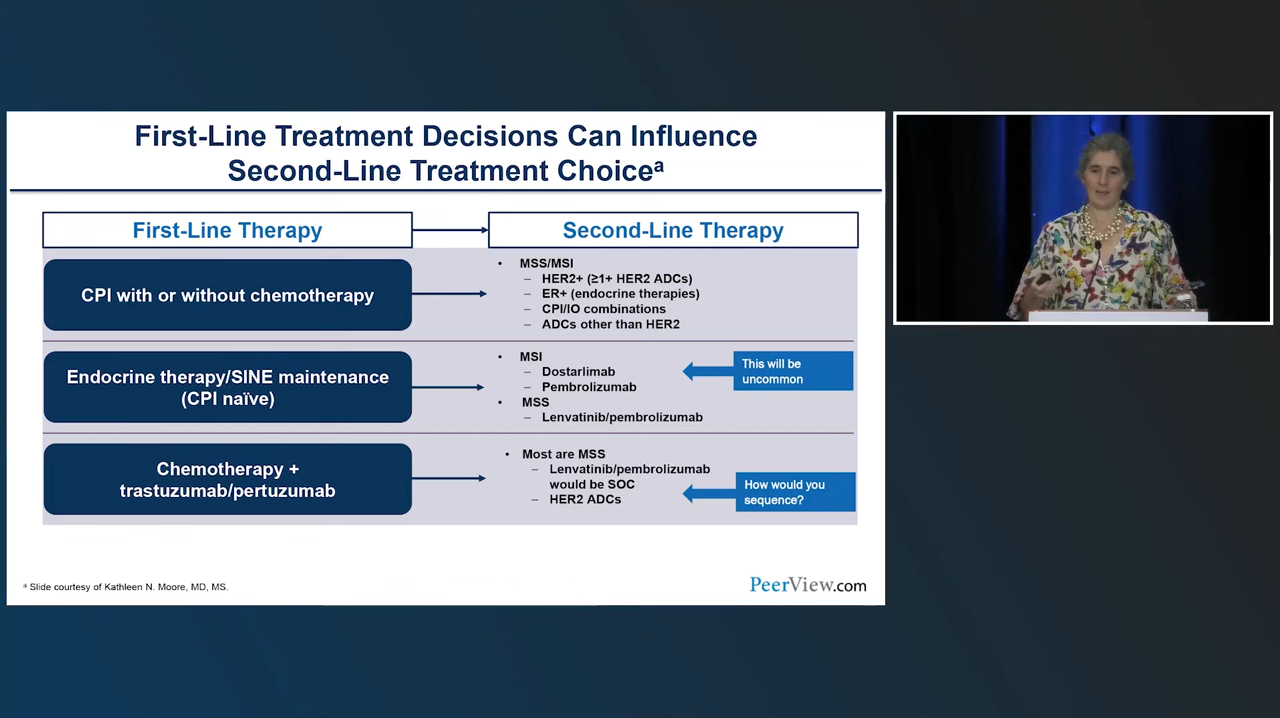 First-Line Treatment Decisions Can Influence
Second-Line Treatment Choiceᵃ
First-Line Therapy
Second-Line Therapy
CPI with or without chemotherapy
• MSS/MSI
– HER2+ (≥1+ HER2 ADCs)
– ER+ (endocrine therapies)
– CPI/IO combinations
– ADCs other than HER2
Endocrine therapy/SINE maintenance
(CPI naïve)
• MSI
– Dostarlimab
– Pembrolizumab
• MSS
– Lenvatinib/pembrolizumab
This will be
uncommon
Chemotherapy +
trastuzumab/pertuzumab
• Most are MSS
– Lenvatinib/pembrolizumab
would be SOC
– HER2 ADCs
How would you
sequence?
ᵃ Slide courtesy of Kathleen N. Moore, MD, MS.
PeerView.com